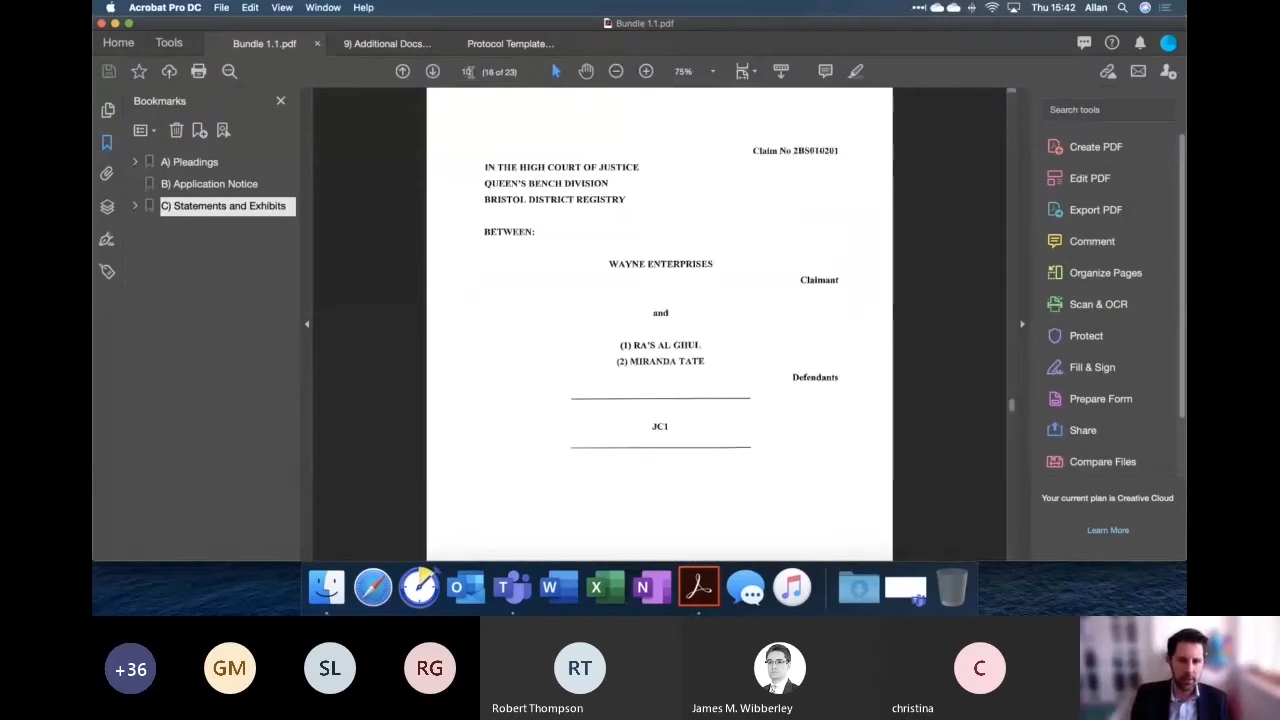 Acrobat Pro DC File Edit View Window Help Thu 15:42 Allan
Bundle 1.1.pdf
Home Tools Bundle 1.1.pdf × 9) Additional Docs... Protocol Template...
(16 of 23) 75%
Bookmarks
A) Pleadings
B) Application Notice
C) Statements and Exhibits
Claim No 2BS010201
IN THE HIGH COURT OF JUSTICE
QUEEN'S BENCH DIVISION
BRISTOL DISTRICT REGISTRY
BETWEEN:
WAYNE ENTERPRISES
Claimant
and
(1) RA'S AL GHUL
(2) MIRANDA TATE
Defendants
JC1
Search tools
Create PDF
Edit PDF
Export PDF
Comment
Organize Pages
Scan & OCR
Protect
Fill & Sign
Prepare Form
Share
Compare Files
Your current plan is Creative Cloud
Learn More
+36 GM SL RG RT C
Robert Thompson James M. Wibberley christina